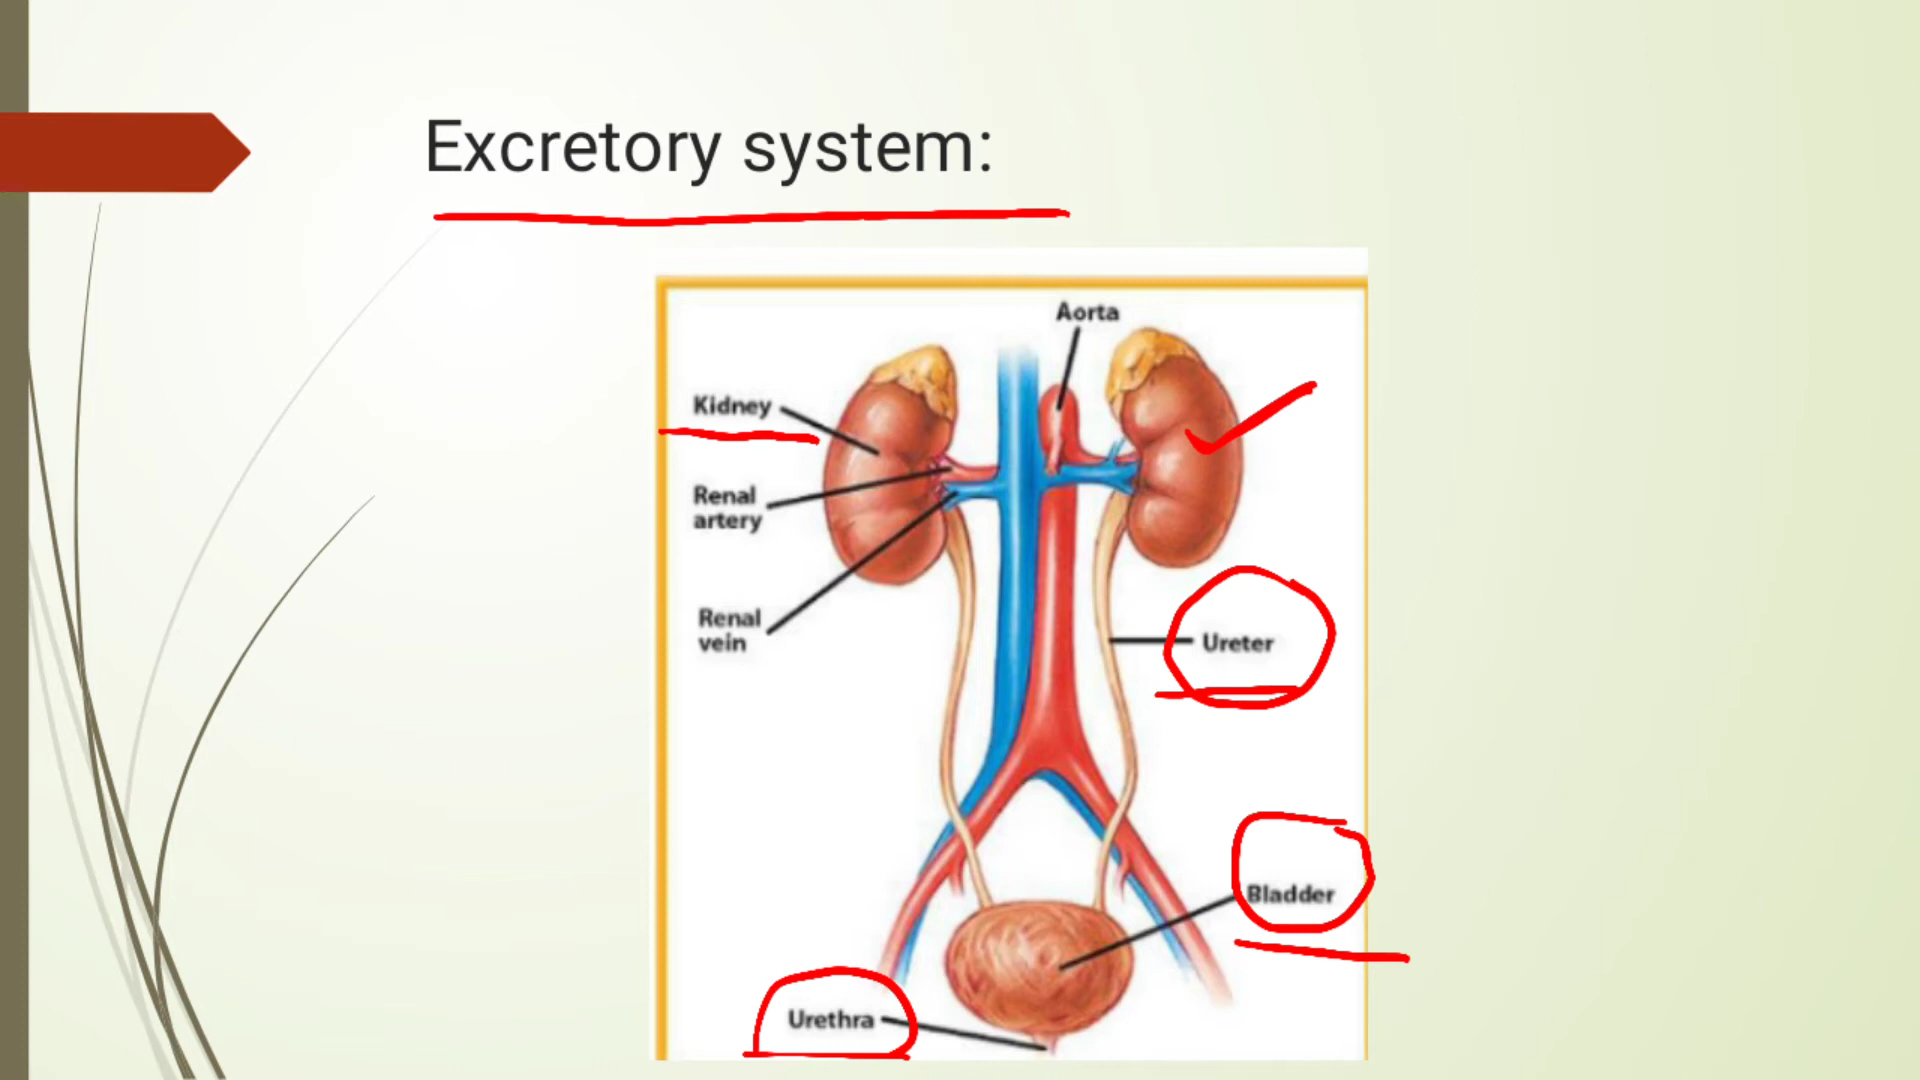 Excretory system:
Aorta
Kidney
Renal
artery
Renal
vein
Ureter
Bladder
Urethra